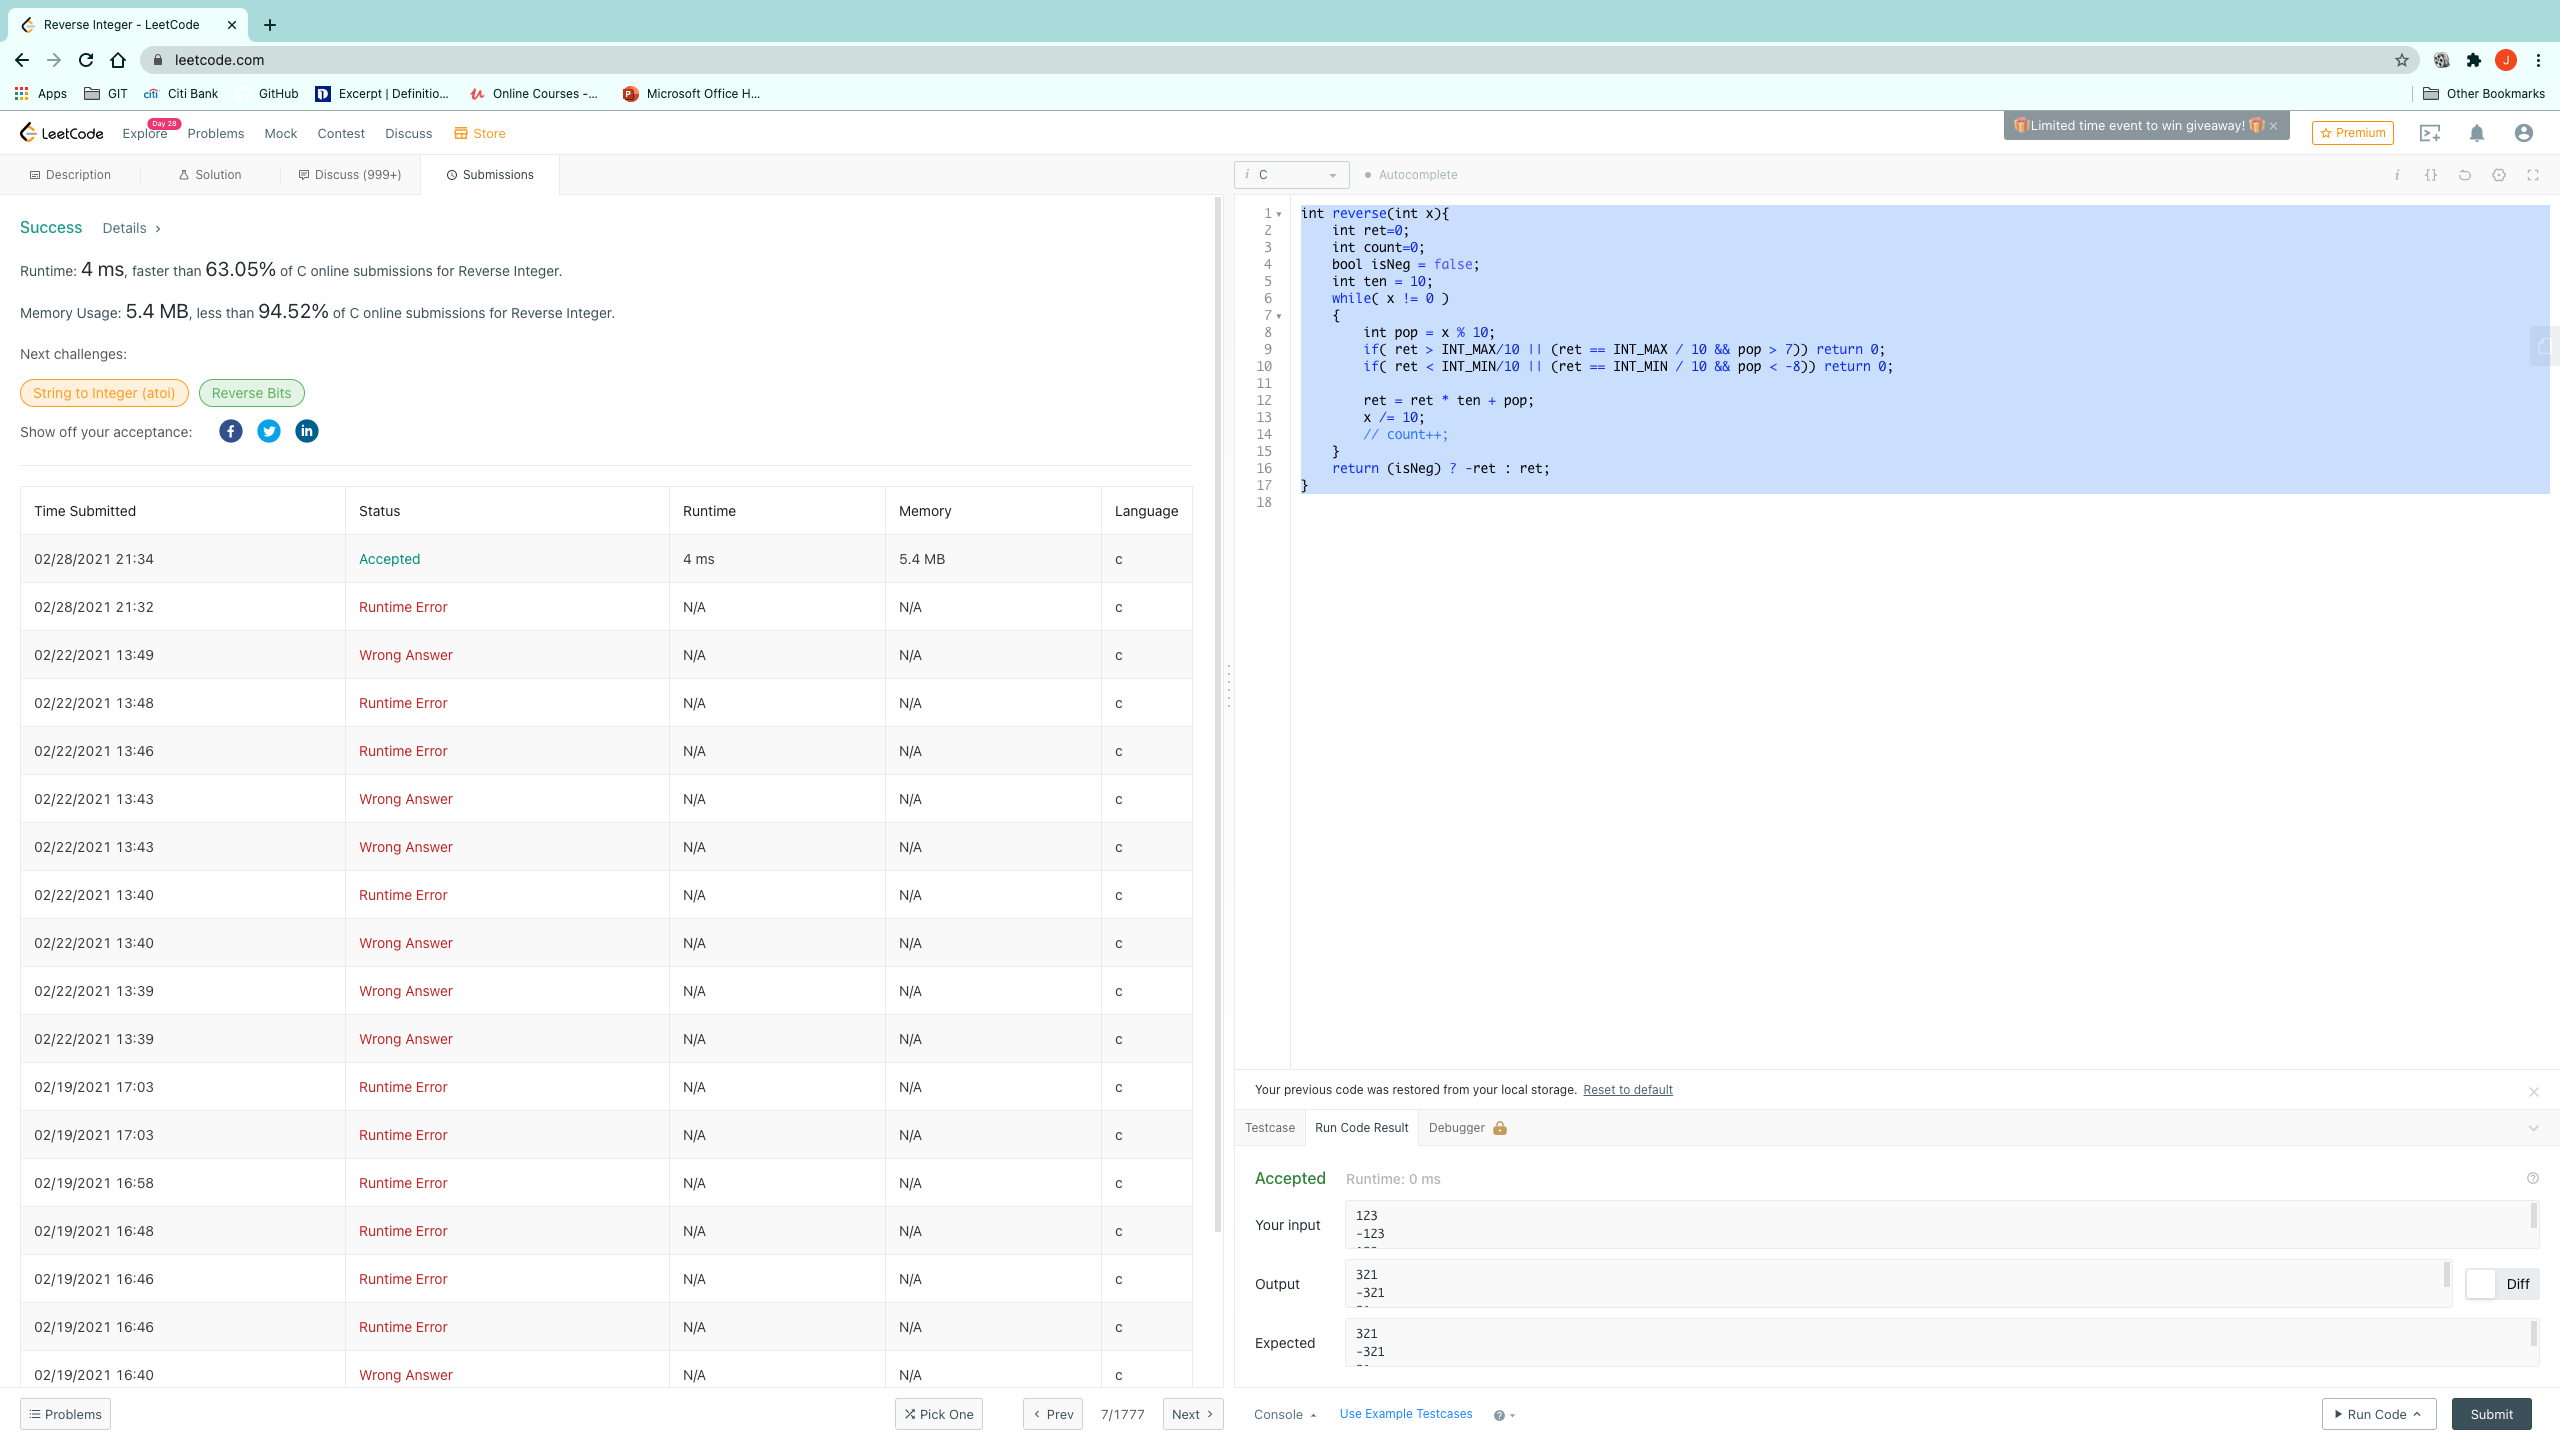 Reverse Integer - LeetCode
leetcode.com
J
Apps GIT citi Citi Bank GitHub Excerpt | Definitio... Online Courses -... Microsoft Office H... Other Bookmarks
LeetCode Explore Day 28 Problems Mock Contest Discuss Store Limited time event to win giveaway! Premium
Description Solution Discuss (999+) Submissions
i C Autocomplete
Success Details
Runtime: 4 ms, faster than 63.05% of C online submissions for Reverse Integer.
Memory Usage: 5.4 MB, less than 94.52% of C online submissions for Reverse Integer.
Next challenges:
String to Integer (atoi) Reverse Bits
Show off your acceptance:
Time Submitted Status Runtime Memory Language
02/28/2021 21:34 Accepted 4 ms 5.4 MB c
02/28/2021 21:32 Runtime Error N/A N/A c
02/22/2021 13:49 Wrong Answer N/A N/A c
02/22/2021 13:48 Runtime Error N/A N/A c
02/22/2021 13:46 Runtime Error N/A N/A c
02/22/2021 13:43 Wrong Answer N/A N/A c
02/22/2021 13:43 Wrong Answer N/A N/A c
02/22/2021 13:40 Runtime Error N/A N/A c
02/22/2021 13:40 Wrong Answer N/A N/A c
02/22/2021 13:39 Wrong Answer N/A N/A c
02/22/2021 13:39 Wrong Answer N/A N/A c
02/19/2021 17:03 Runtime Error N/A N/A c
02/19/2021 17:03 Runtime Error N/A N/A c
02/19/2021 16:58 Runtime Error N/A N/A c
02/19/2021 16:48 Runtime Error N/A N/A c
02/19/2021 16:46 Runtime Error N/A N/A c
02/19/2021 16:46 Runtime Error N/A N/A c
02/19/2021 16:40 Wrong Answer N/A N/A c
1 int reverse(int x){
2     int ret=0;
3     int count=0;
4     bool isNeg = false;
5     int ten = 10;
6     while( x != 0 )
7     {
8         int pop = x % 10;
9         if( ret > INT_MAX/10 || (ret == INT_MAX / 10 && pop > 7)) return 0;
10         if( ret < INT_MIN/10 || (ret == INT_MIN / 10 && pop < -8)) return 0;
11
12         ret = ret * ten + pop;
13         x /= 10;
14         // count++;
15     }
16     return (isNeg) ? -ret : ret;
17 }
18
Your previous code was restored from your local storage. Reset to default
Testcase Run Code Result Debugger
Accepted Runtime: 0 ms
Your input
123
-123
Output
321
-321
Diff
Expected
321
-321
Problems Pick One Prev 7/1777 Next Console Use Example Testcases Run Code Submit